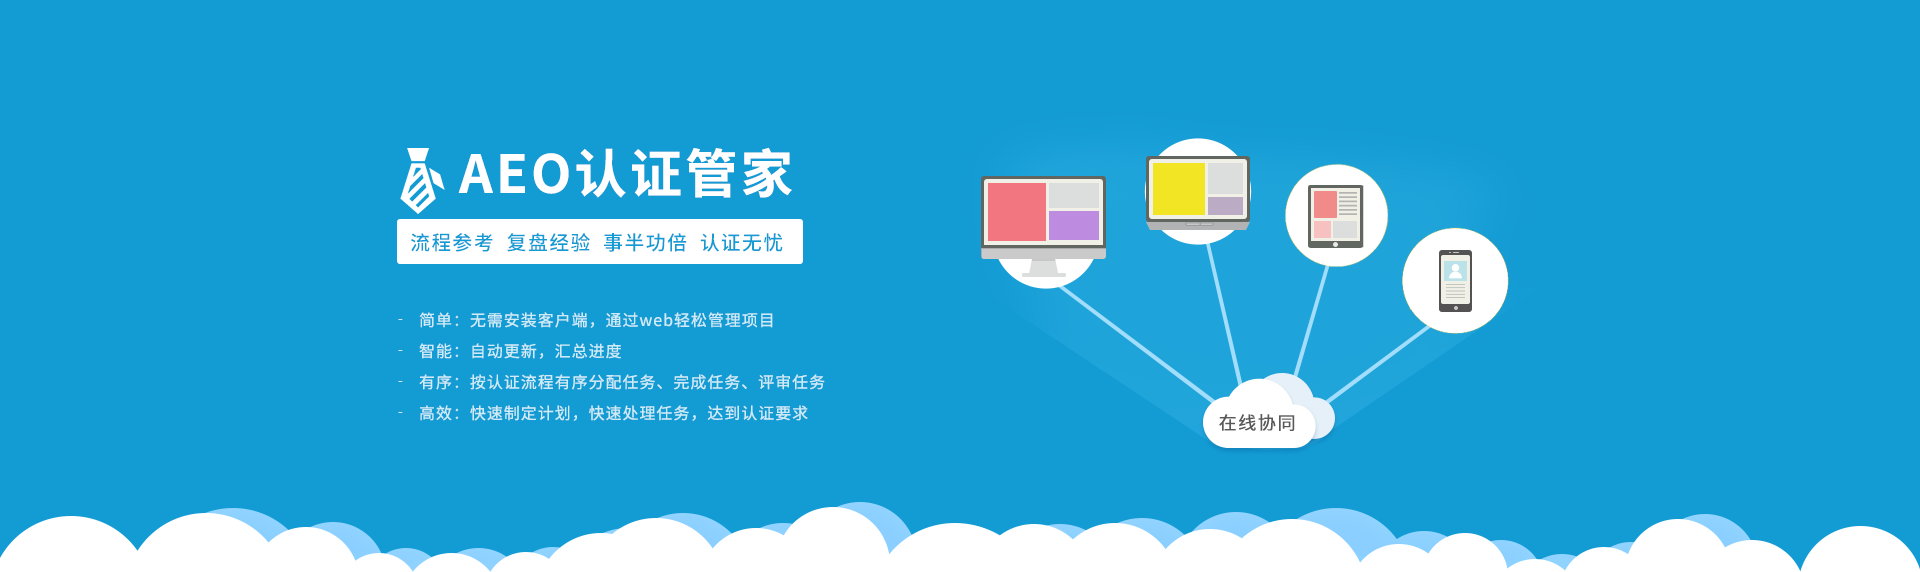 AEO认证管家
流程参考 复盘经验 事半功倍 认证无忧
- 简单：无需安装客户端，通过web轻松管理项目
- 智能：自动更新，汇总进度
- 有序：按认证流程有序分配任务、完成任务、评审任务
- 高效：快速制定计划，快速处理任务，达到认证要求
在线协同